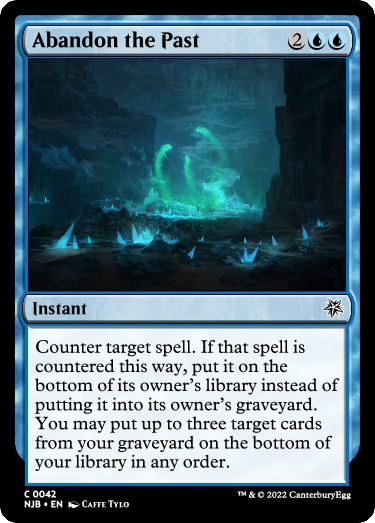 Abandon the Past 2
Instant
Counter target spell. If that spell is
countered this way, put it on the
bottom of its owner's library instead of
putting it into its owner's graveyard.
You may put up to three target cards
from your graveyard on the bottom of
your library in any order.
C 0042
NJB • EN Caffe Tylo
™ & © 2022 CanterburyEgg